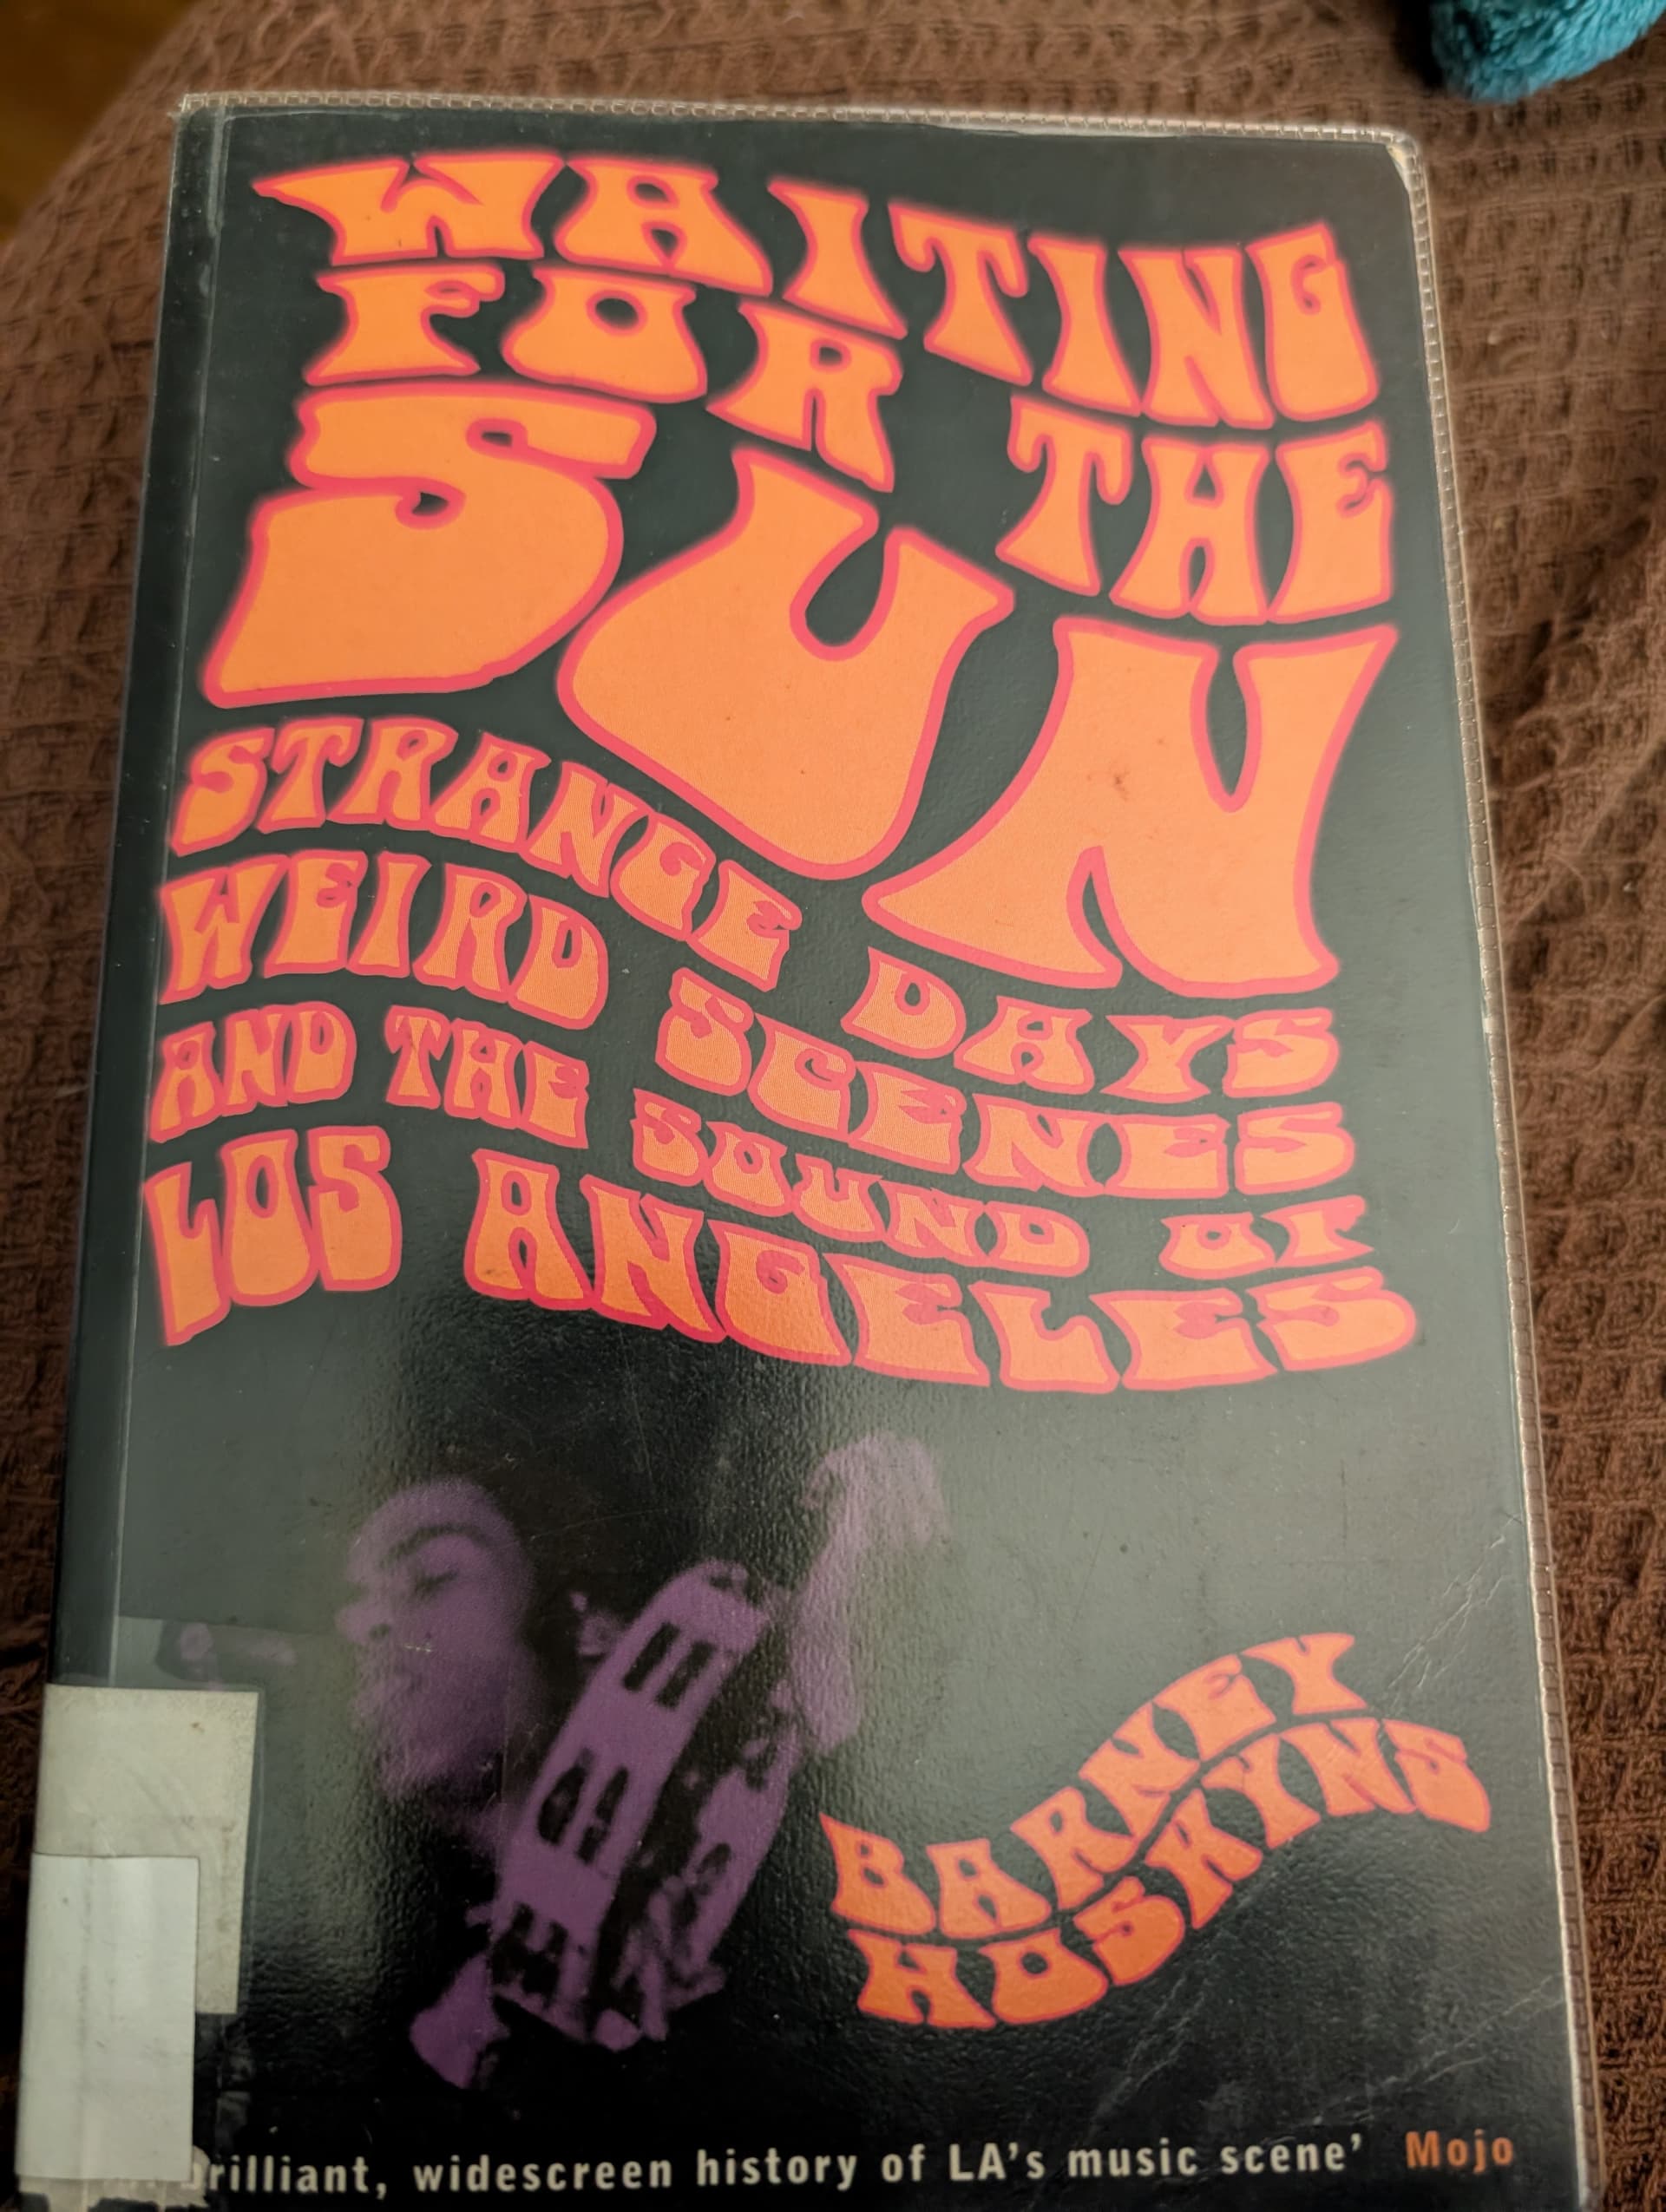 WAITING
FOR THE
SUN
STRANGE DAYS
WEIRD SCENES
AND THE SOUND OF
LOS ANGELES
BARNEY
HOSKYNS
widescreen history of LA's music scene' Mojo